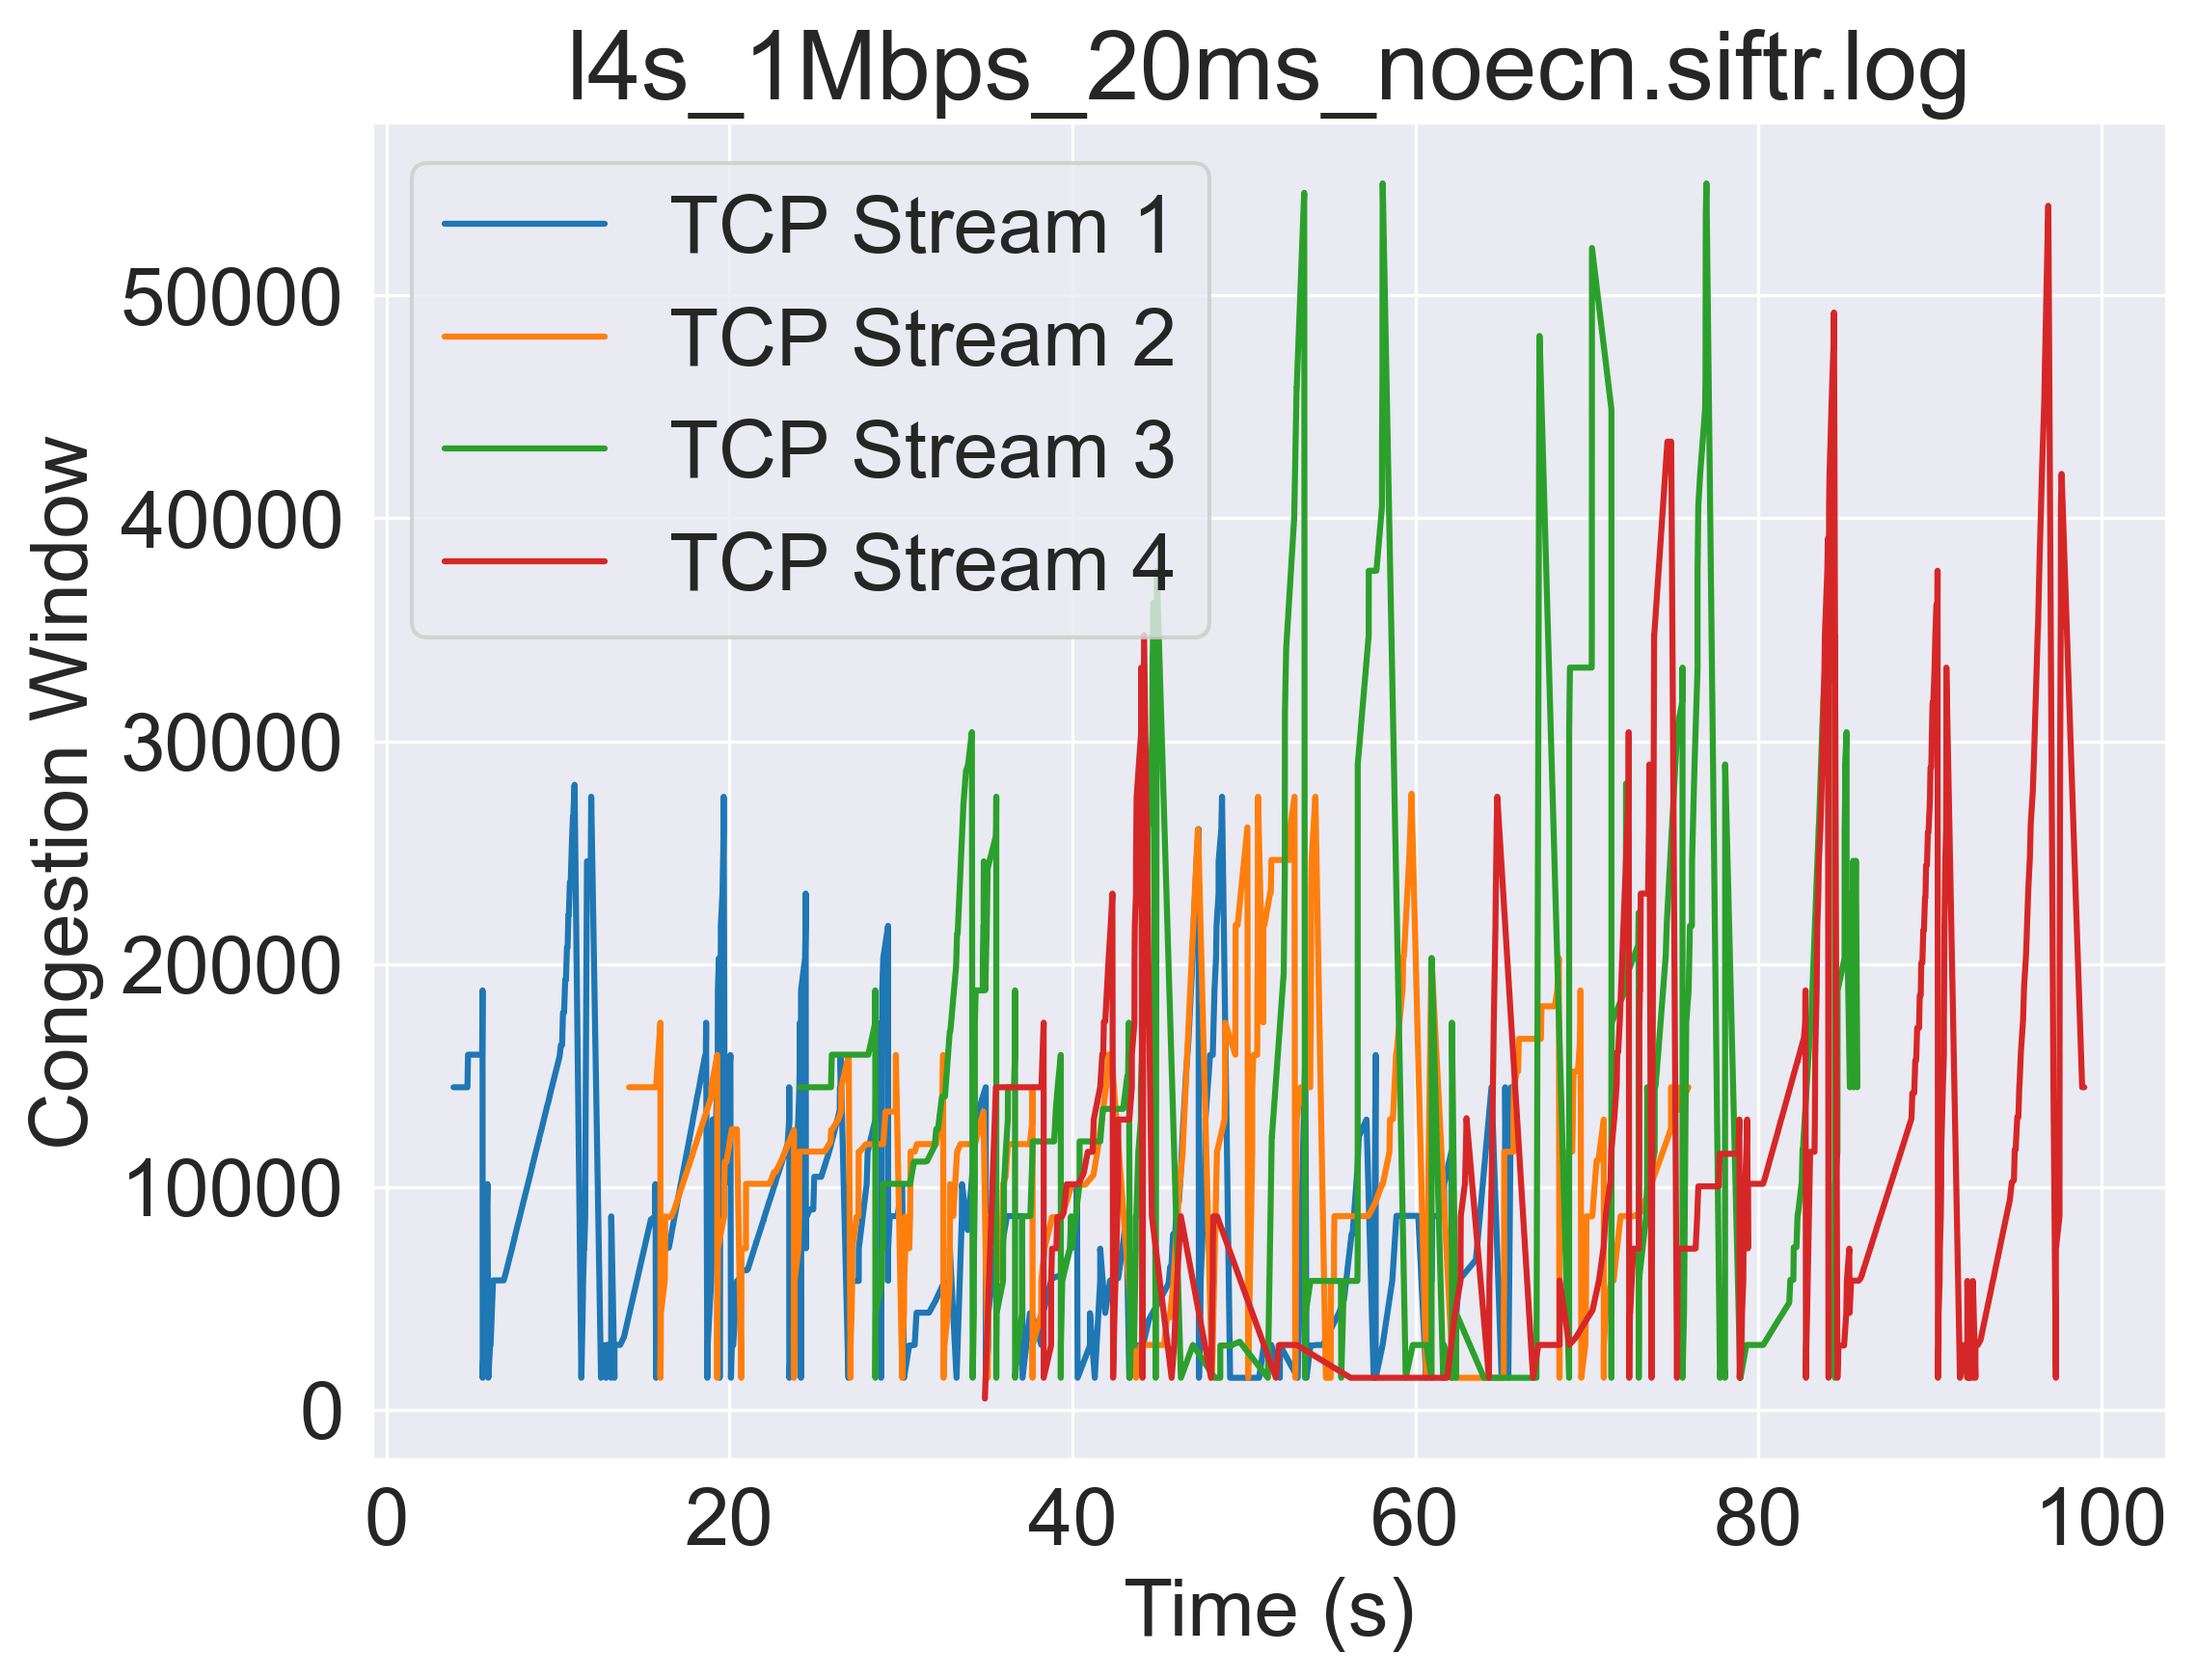 l4s_1Mbps_20ms_noecn.siftr.log
TCP Stream 1
TCP Stream 2
TCP Stream 3
TCP Stream 4
Congestion Window
50000
40000
30000
20000
10000
0
0 20 40 60 80 100
Time (s)